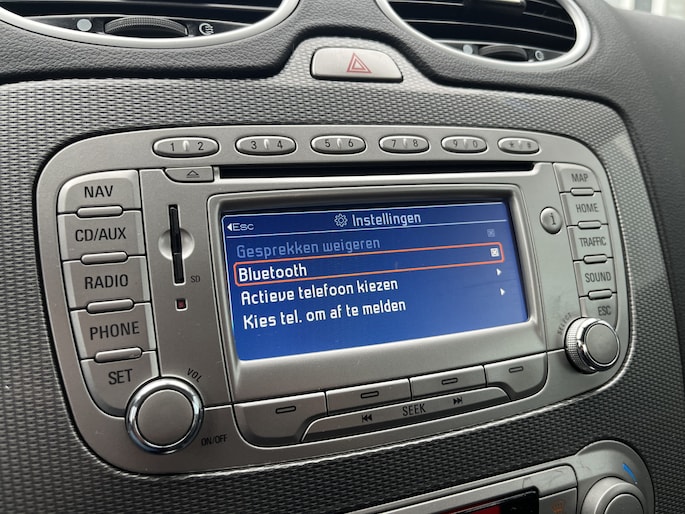 1 2 3 4 5 6 7 8 9 0 * #
NAV
CD/AUX
RADIO
PHONE
SET
SD
VOL
ON/OFF
ESC Instellingen
Gesprekken weigeren
Bluetooth
Actieve telefoon kiezen
Kies tel. om af te melden
SEEK
MAP
HOME
TRAFFIC
SOUND
ESC
SELECT
i